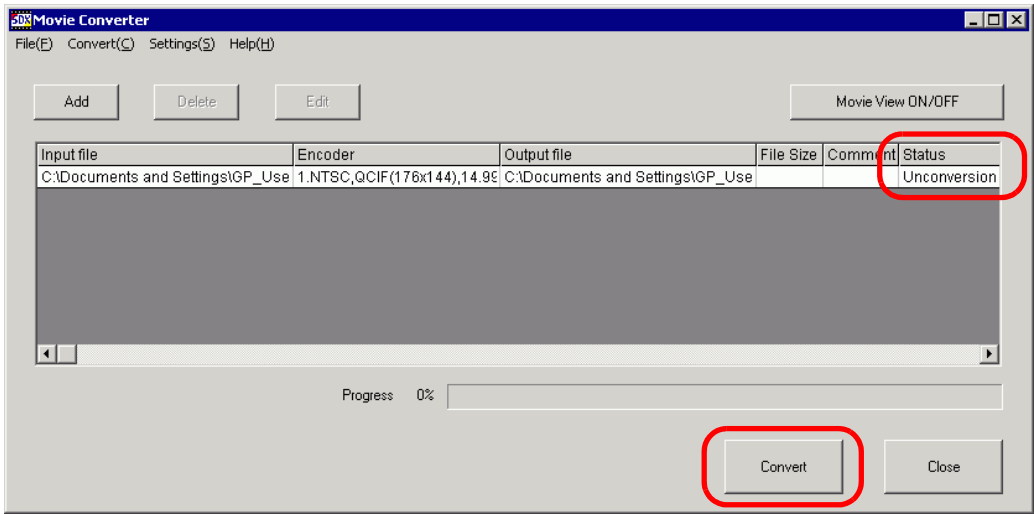 SDX Movie Converter
File(F) Convert(C) Settings(S) Help(H)
Add Delete Edit Movie View ON/OFF
Input file Encoder Output file File Size Comment Status
C:\Documents and Settings\GP_Use 1.NTSC,QCIF(176x144),14.99 C:\Documents and Settings\GP_Use Unconversion
Progress 0%
Convert Close